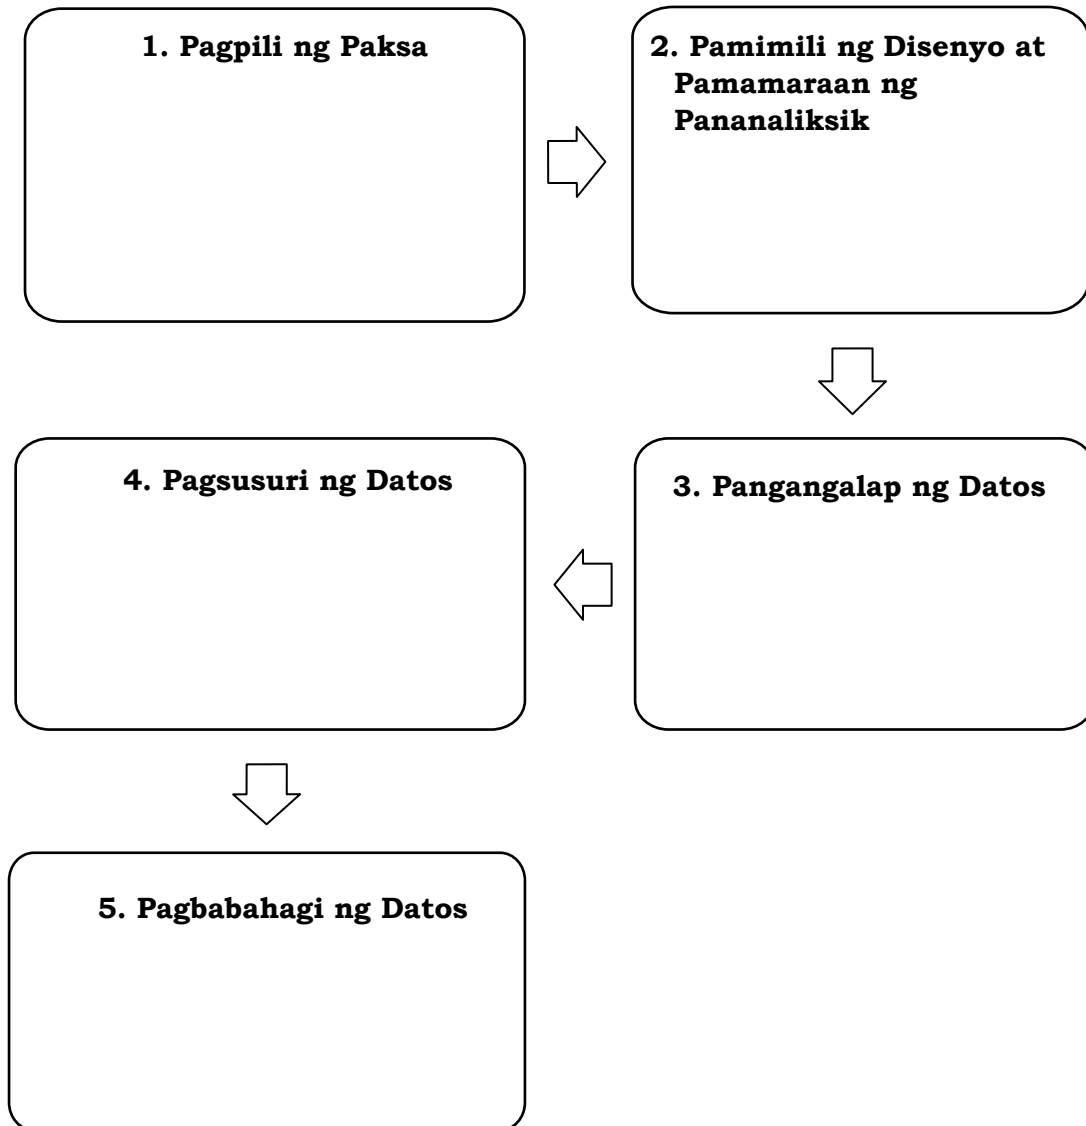 1. Pagpili ng Paksa
2. Pamimili ng Disenyo at
Pamamaraan ng
Pananaliksik
3. Pangangalap ng Datos
4. Pagsusuri ng Datos
5. Pagbabahagi ng Datos